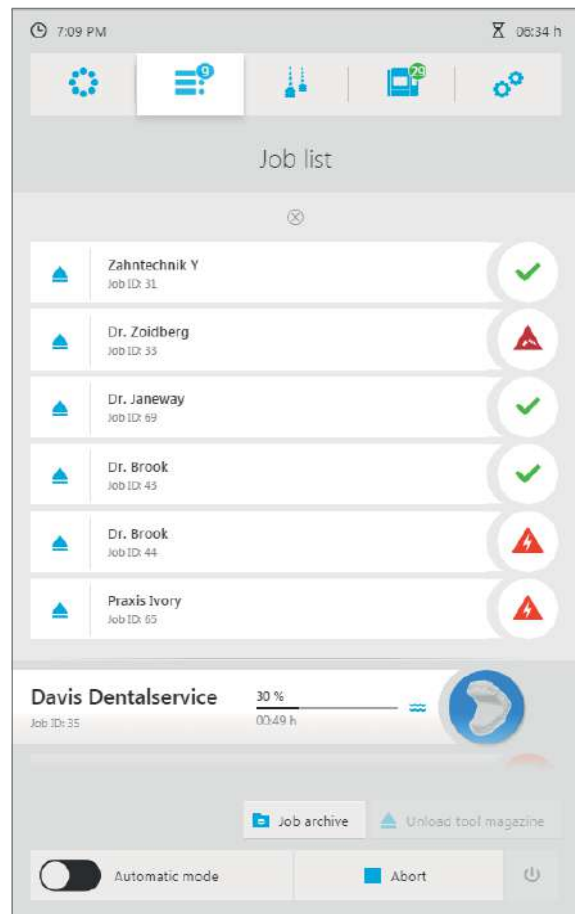 7:09 PM
06:34 h
9
29
Job list
Zahntechnik Y
Job ID: 31
Dr. Zoidberg
Job ID: 33
Dr. Janeway
Job ID: 69
Dr. Brook
Job ID: 43
Dr. Brook
Job ID: 44
Praxis Ivory
Job ID: 65
Davis Dentalservice
Job ID: 35
30 %
00:49 h
Job archive
Unload tool magazine
Automatic mode
Abort